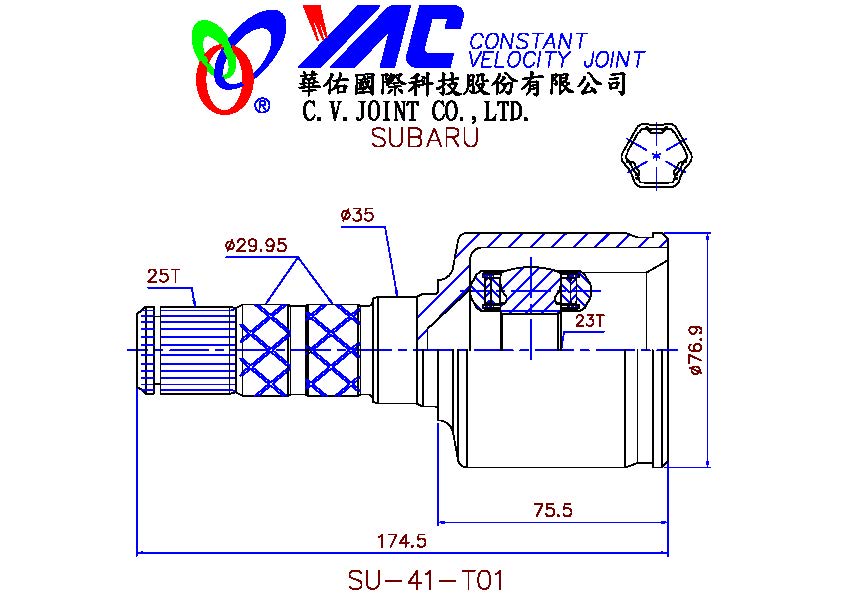 YAC CONSTANT
VELOCITY JOINT
®
華佑國際科技股份有限公司
C.V.JOINT CO.,LTD.
SUBARU
ø35
ø29.95
25T
23T
ø76.9
75.5
174.5
SU-41-T01